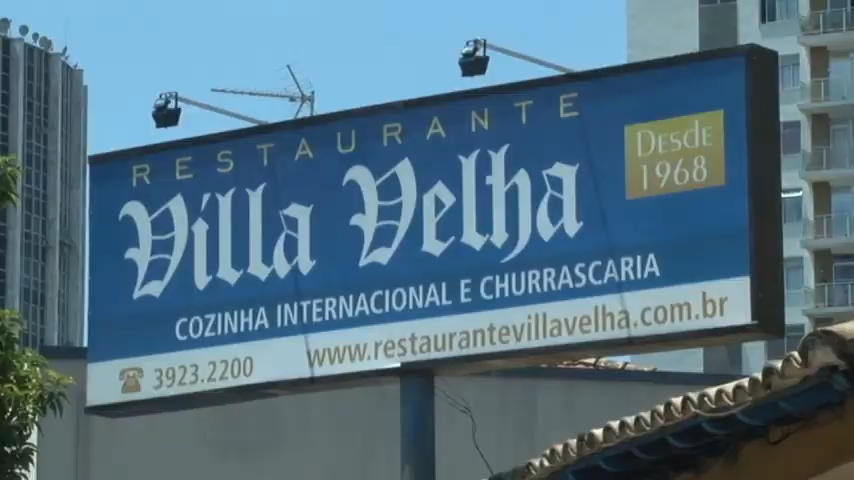 RESTAURANTE
Villa Velha
Desde
1968
COZINHA INTERNACIONAL E CHURRASCARIA
3923.2200
www.restaurantevillavelha.com.br